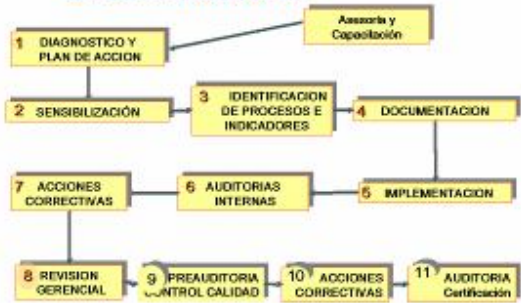 Asesoría y
Capacitación
1 DIAGNOSTICO Y
PLAN DE ACCION
2 SENSIBILIZACIÓN
3 IDENTIFICACION
DE PROCESOS E
INDICADORES
4 DOCUMENTACION
5 IMPLEMENTACION
6 AUDITORIAS
INTERNAS
7 ACCIONES
CORRECTIVAS
8 REVISION
GERENCIAL
9 PREAUDITORIA
CONTROL CALIDAD
10 ACCIONES
CORRECTIVAS
11 AUDITORIA
Certificación